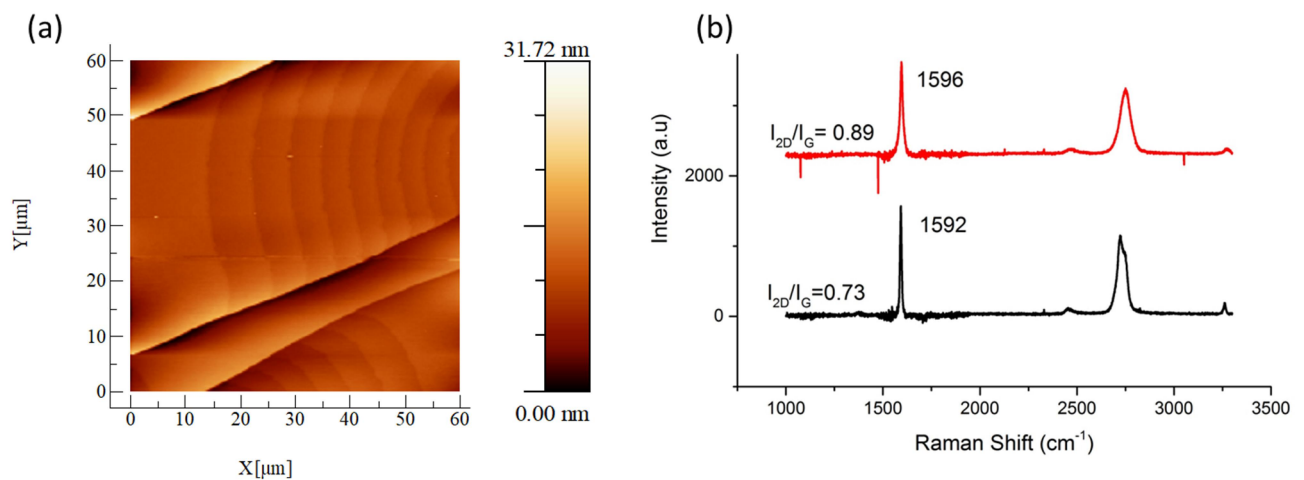 (a)
31.72 nm
60
50
40
30
20
10
0
Y[μm]
0 10 20 30 40 50 60
X[μm]
0.00 nm
(b)
1596
I2D/IG= 0.89
2000
1592
I2D/IG=0.73
0
Intensity (a.u)
1000 1500 2000 2500 3000 3500
Raman Shift (cm-1)